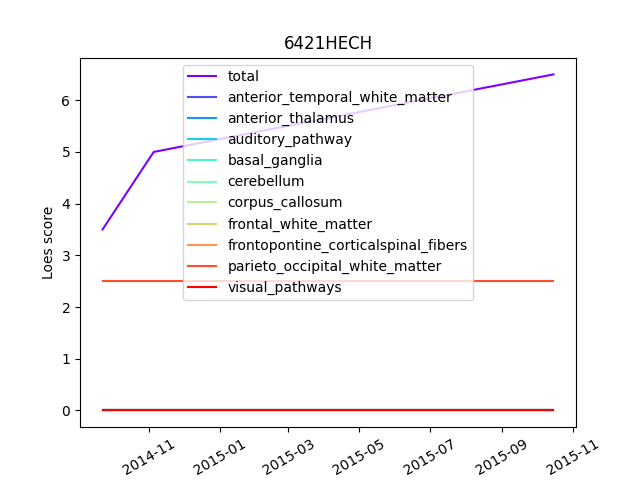 6421HECH
total
anterior_temporal_white_matter
anterior_thalamus
auditory_pathway
basal_ganglia
cerebellum
corpus_callosum
frontal_white_matter
frontopontine_corticalspinal_fibers
parieto_occipital_white_matter
visual_pathways
Loes score
6
5
4
3
2
1
0
2014-11
2015-01
2015-03
2015-05
2015-07
2015-09
2015-11